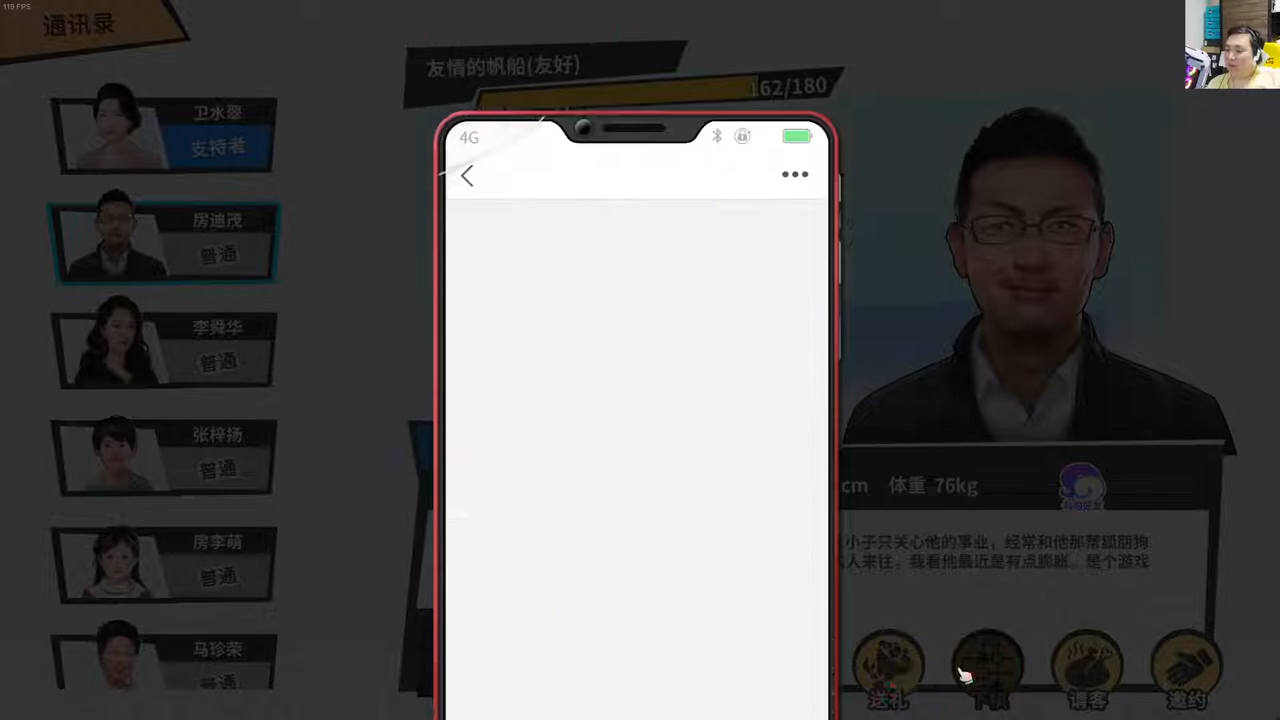 119 FPS
通讯录
友情的帆船(友好)
162/180
4G
卫水翠
支持者
房迪茂
普通
李舜华
普通
张梓扬
普通
房李萌
普通
马珍荣
普通
cm 体重 76kg
小子只关心他的事业，经常和他那帮狐朋狗
人来往。我看他最近是有点膨胀。是个游戏
送礼
下棋
请客
邀约